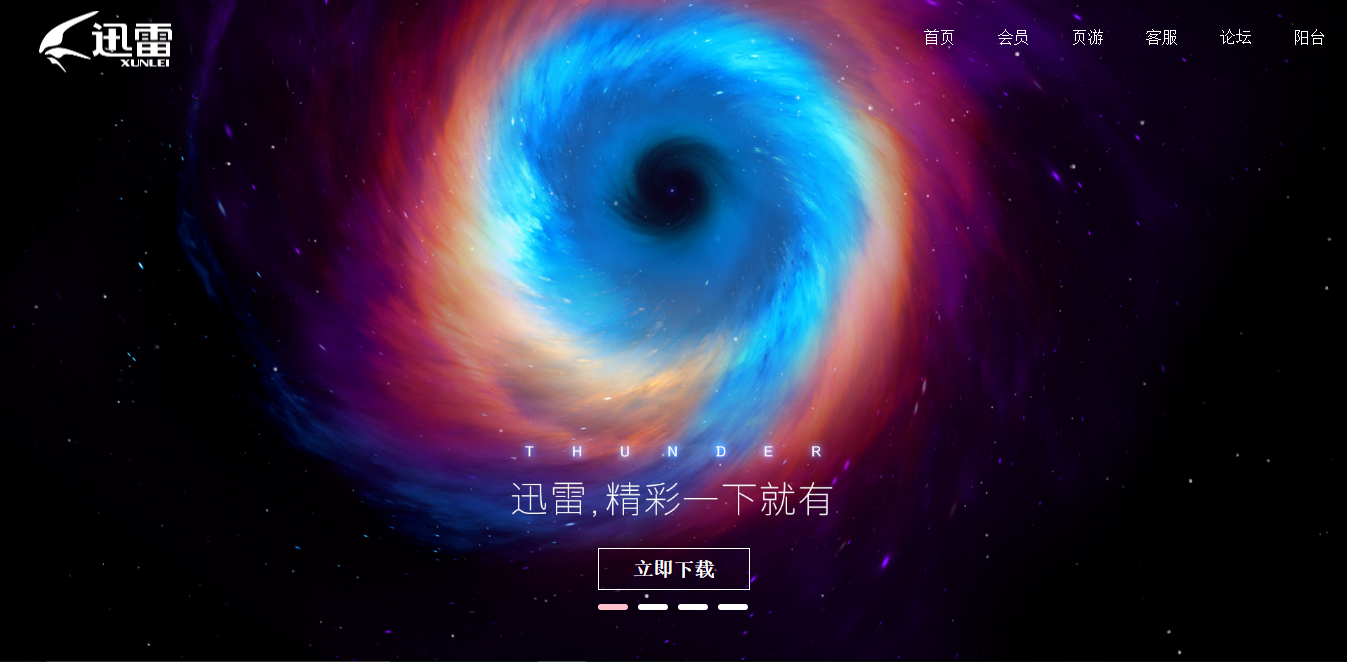 迅雷
XUNLEI
首页 会员 页游 客服 论坛 阳台
THUNDER
迅雷,精彩一下就有
立即下载